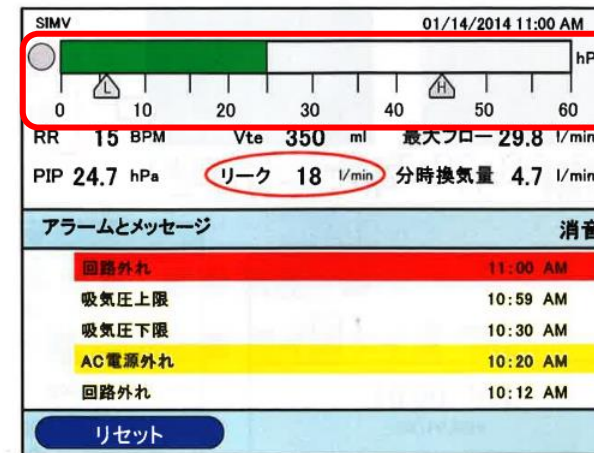 SIMV 01/14/2014 11:00 AM
hP
L H
0 10 20 30 40 50 60
RR 15 BPM Vte 350 ml 最大フロー 29.8 l/min
PIP 24.7 hPa リーク 18 l/min 分時換気量 4.7 l/min
アラームとメッセージ 消音
回路外れ 11:00 AM
吸気圧上限 10:59 AM
吸気圧下限 10:30 AM
AC電源外れ 10:20 AM
回路外れ 10:12 AM
リセット